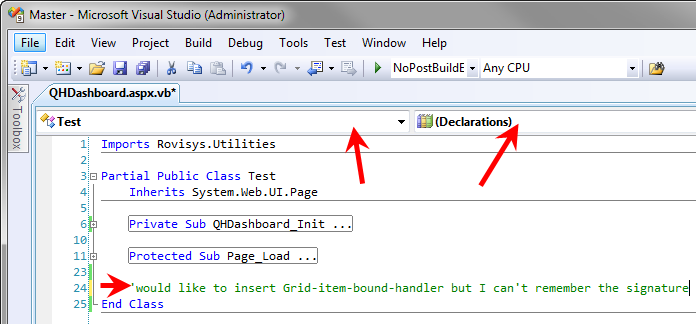 Master - Microsoft Visual Studio (Administrator)
File Edit View Project Build Debug Tools Test Window Help
NoPostBuildE Any CPU
QHDashboard.aspx.vb*
Toolbox
Test (Declarations)
1 Imports Rovisys.Utilities
2
3 Partial Public Class Test
4 Inherits System.Web.UI.Page
5
6 Private Sub QHDashboard_Init ...
10
11 Protected Sub Page_Load ...
22
23
24 'would like to insert Grid-item-bound-handler but I can't remember the signature
25 End Class